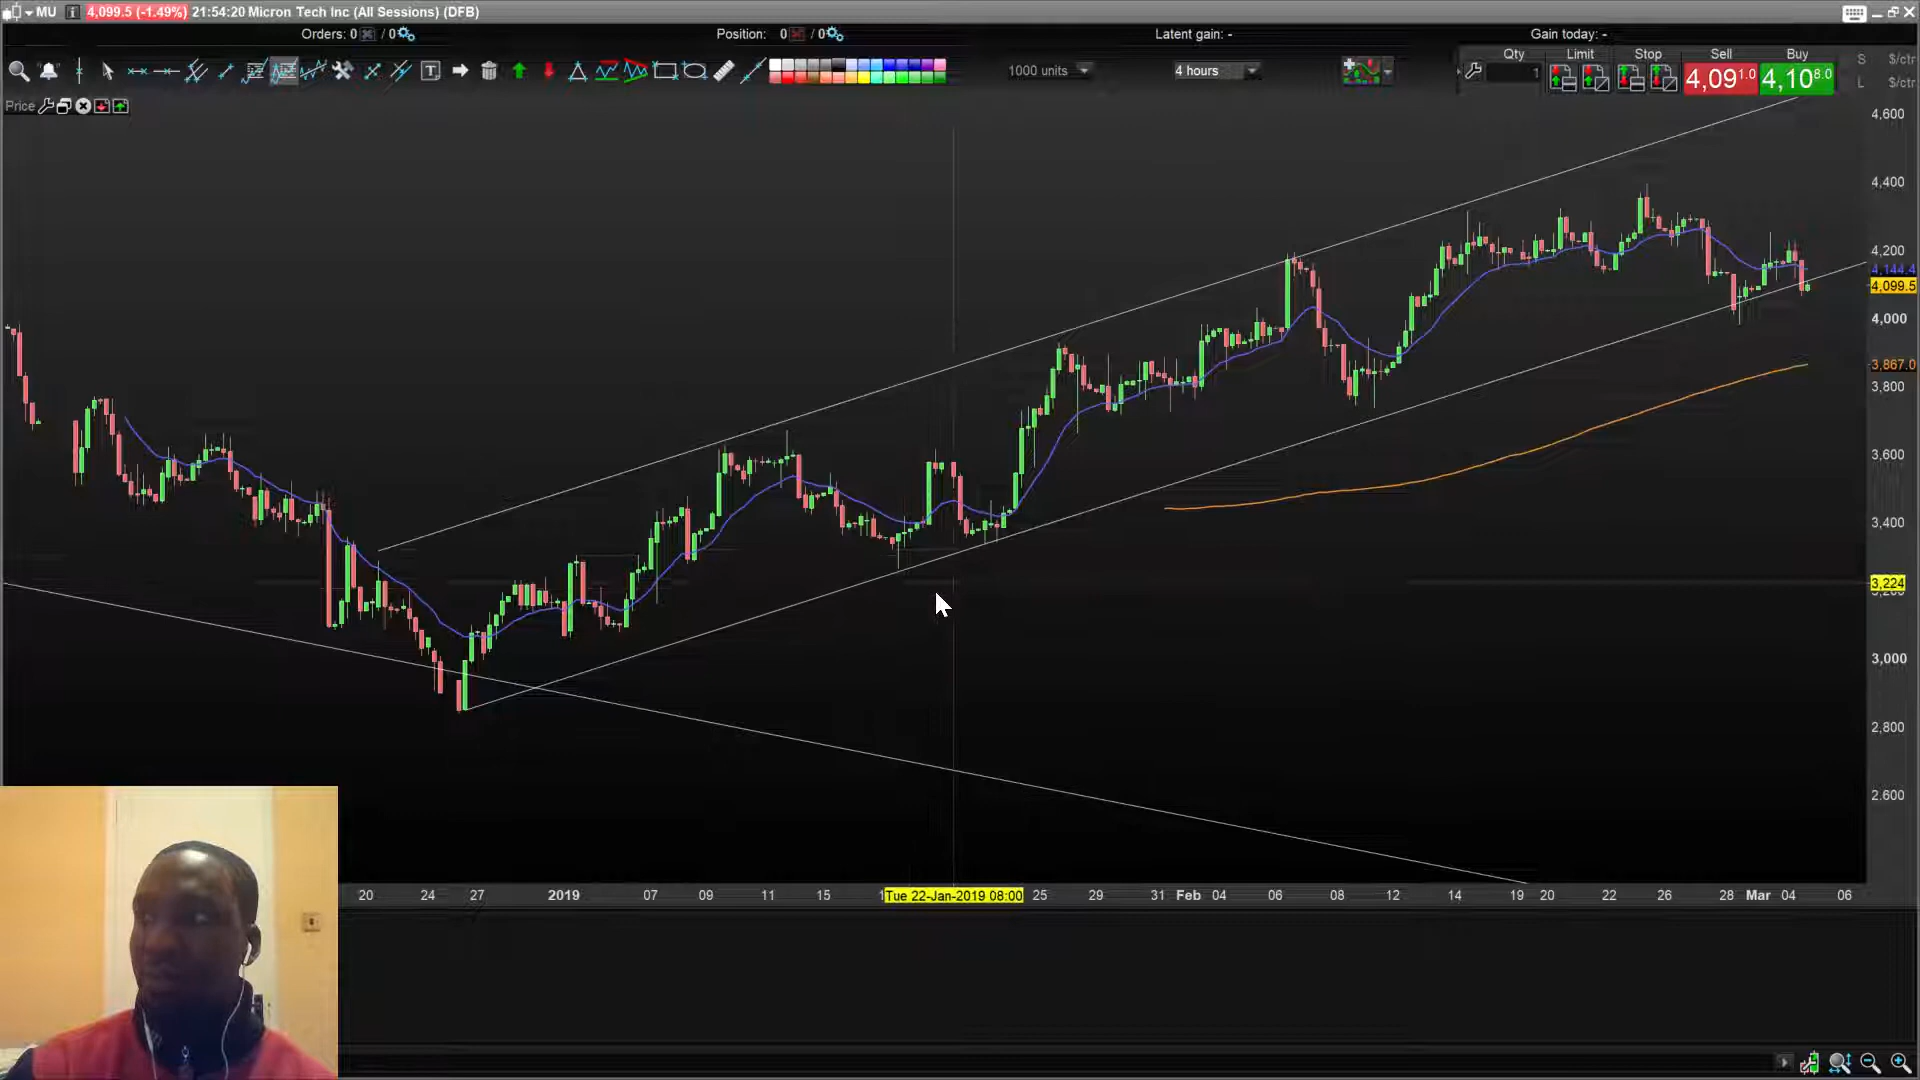 MU i 4,099.5 (-1.49%) 21:54:20 Micron Tech Inc (All Sessions) (DFB)
Orders: 0 / 0 Position: 0 / 0 Latent gain: - Gain today: -
Qty Limit Stop Sell Buy S $/ctr
1000 units 4 hours 1 4,091.0 4,108.0 L $/ctr
Price
4,600
4,400
4,200
4,144.4
4,099.5
4,000
3,867.0
3,800
3,600
3,400
3,224
3,000
2,800
2,600
20 24 27 2019 07 09 11 15 Tue 22-Jan-2019 08:00 25 29 31 Feb 04 06 08 12 14 19 20 22 26 28 Mar 04 06